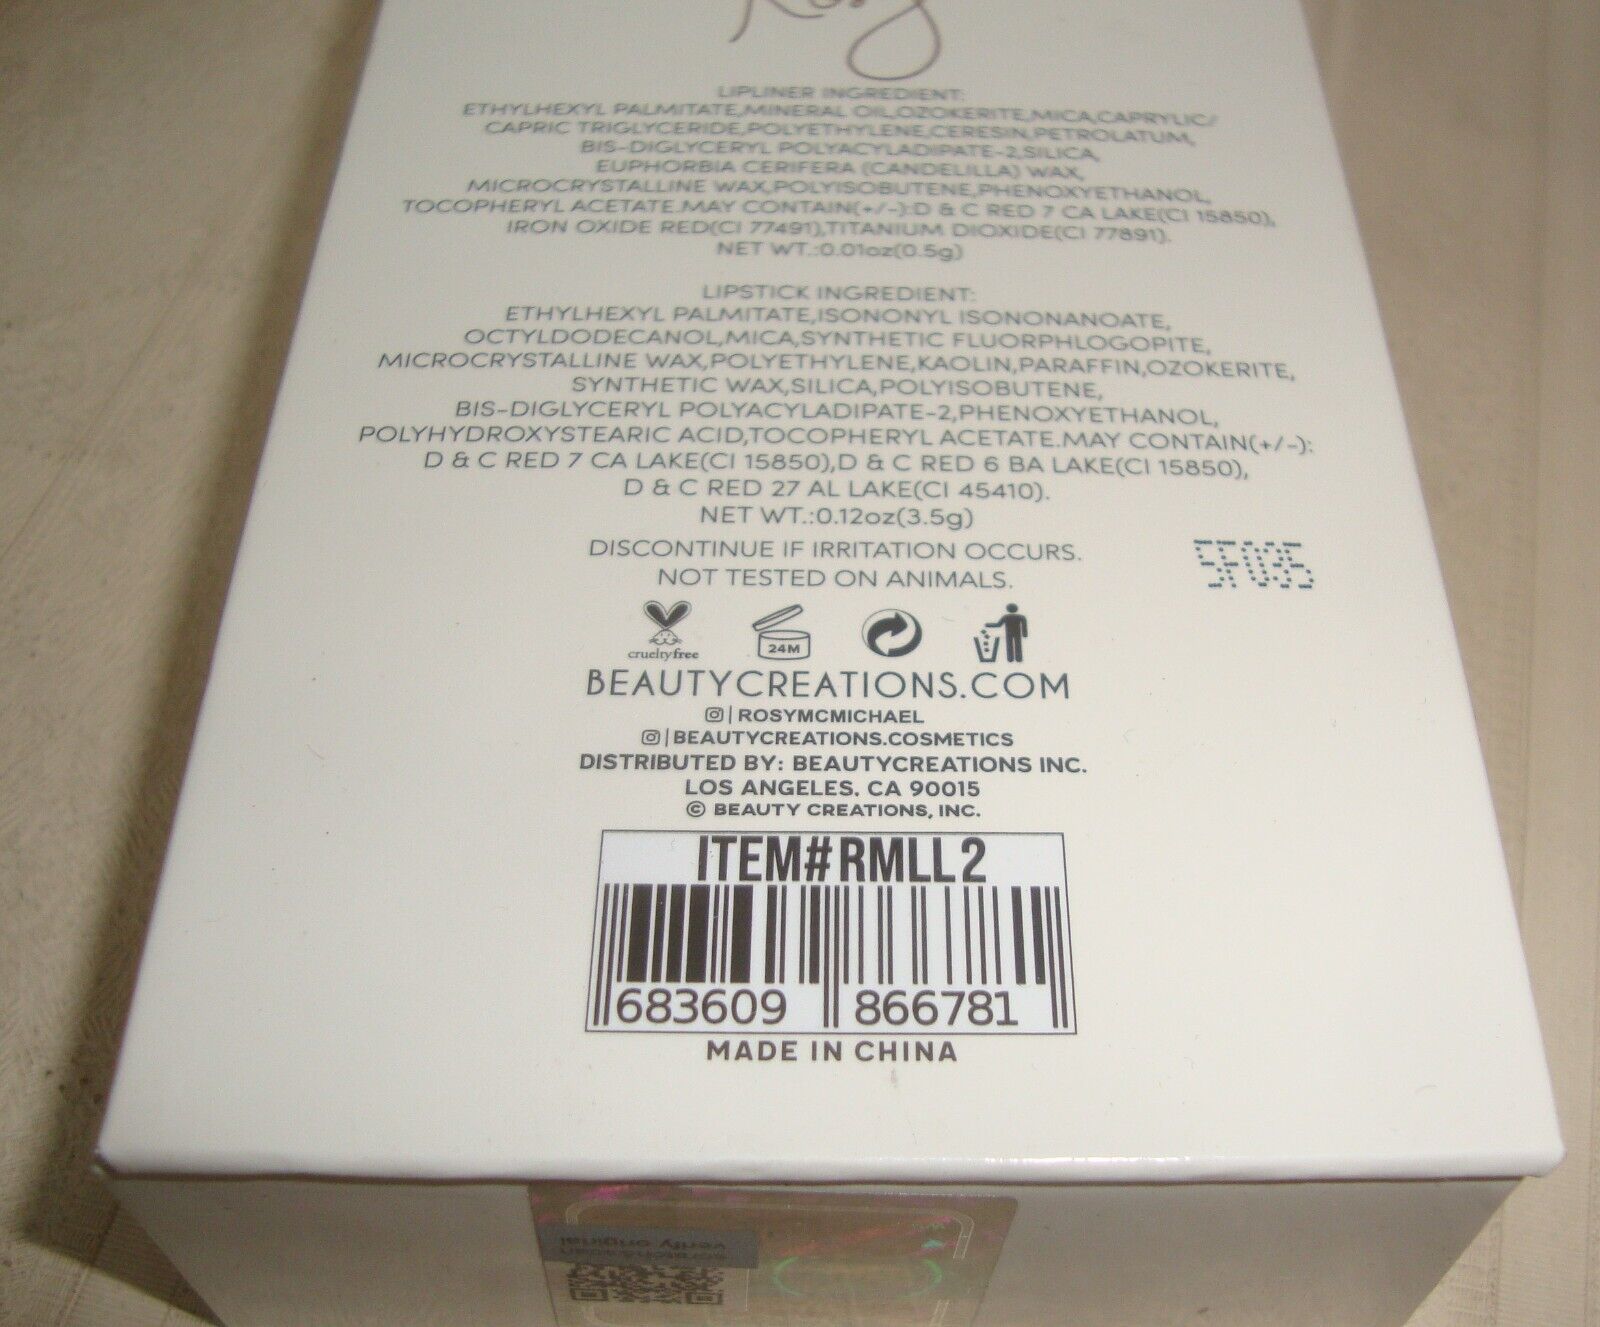 Rosy
LIPLINER INGREDIENT:
ETHYLHEXYL PALMITATE,MINERAL OIL,OZOKERITE,MICA,CAPRYLIC/
CAPRIC TRIGLYCERIDE,POLYETHYLENE,CERESIN,PETROLATUM,
BIS-DIGLYCERYL POLYACYLADIPATE-2,SILICA,
EUPHORBIA CERIFERA (CANDELILLA) WAX,
MICROCRYSTALLINE WAX,POLYISOBUTENE,PHENOXYETHANOL,
TOCOPHERYL ACETATE.MAY CONTAIN(+/-):D & C RED 7 CA LAKE(CI 15850),
IRON OXIDE RED(CI 77491),TITANIUM DIOXIDE(CI 77891).
NET WT.:0.01oz(0.5g)
LIPSTICK INGREDIENT:
ETHYLHEXYL PALMITATE,ISONONYL ISONONANOATE,
OCTYLDODECANOL,MICA,SYNTHETIC FLUORPHLOGOPITE,
MICROCRYSTALLINE WAX,POLYETHYLENE,KAOLIN,PARAFFIN,OZOKERITE,
SYNTHETIC WAX,SILICA,POLYISOBUTENE,
BIS-DIGLYCERYL POLYACYLADIPATE-2,PHENOXYETHANOL,
POLYHYDROXYSTEARIC ACID,TOCOPHERYL ACETATE.MAY CONTAIN(+/-):
D & C RED 7 CA LAKE(CI 15850),D & C RED 6 BA LAKE(CI 15850),
D & C RED 27 AL LAKE(CI 45410).
NET WT.:0.12oz(3.5g)
DISCONTINUE IF IRRITATION OCCURS.
NOT TESTED ON ANIMALS.
5F035
crueltyfree
24M
BEAUTYCREATIONS.COM
|ROSYMCMICHAEL
|BEAUTYCREATIONS.COSMETICS
DISTRIBUTED BY: BEAUTYCREATIONS INC.
LOS ANGELES, CA 90015
© BEAUTY CREATIONS, INC.
ITEM# RMLL2
683609 866781
MADE IN CHINA
verify original